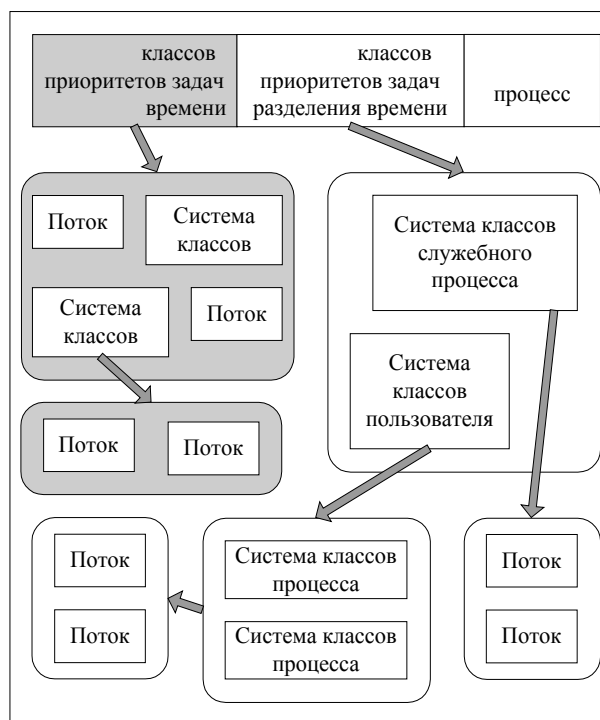 классов
приоритетов задач
времени
классов
приоритетов задач
разделения времени
процесс
Поток
Система
классов
Система
классов
Поток
Поток
Поток
Система классов
служебного
процесса
Система
классов
пользователя
Поток
Поток
Система классов
процесса
Система классов
процесса
Поток
Поток